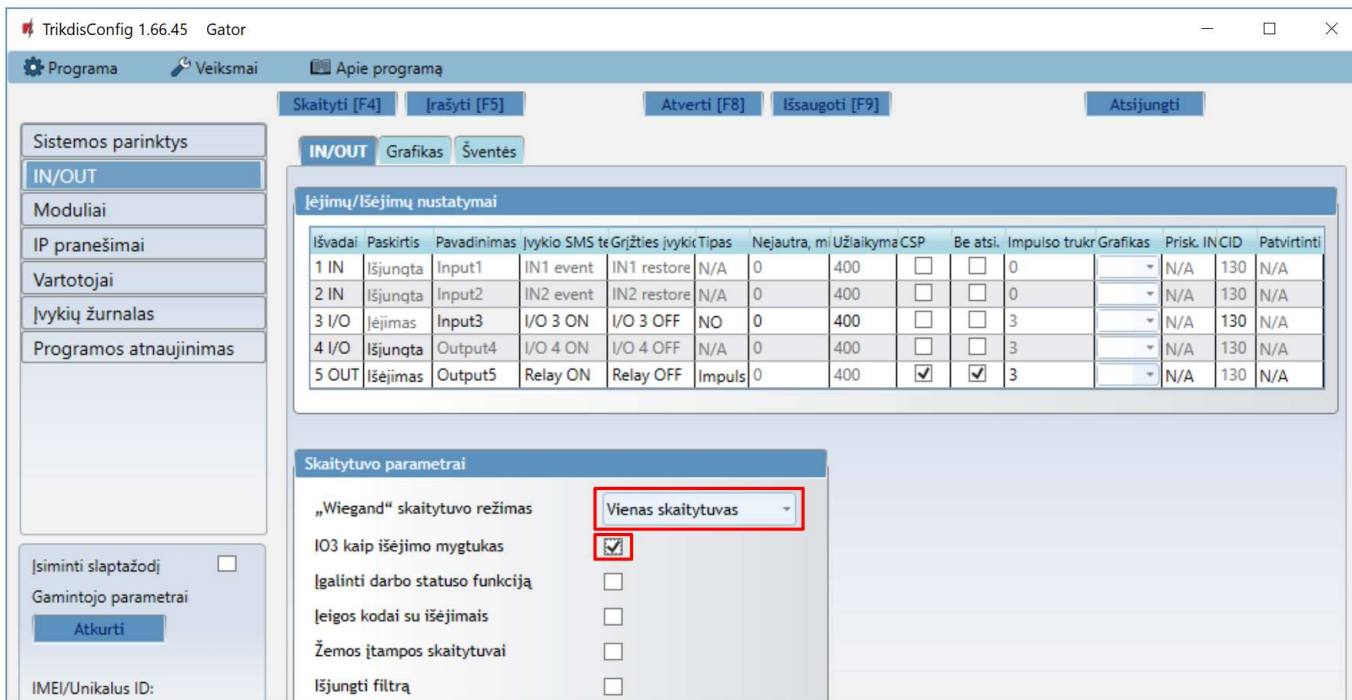 TrikdisConfig 1.66.45 Gator
Programa Veiksmai Apie programą
Skaityti [F4] Įrašyti [F5] Atverti [F8] Išsaugoti [F9] Atsijungti
Sistemos parinktys
IN/OUT
Moduliai
IP pranešimai
Vartotojai
Įvykių žurnalas
Programos atnaujinimas
Įsiminti slaptažodį
Gamintojo parametrai
Atkurti
IMEI/Unikalus ID:
IN/OUT Grafikas Šventės
Įėjimų/Išėjimų nustatymai
Išvadai Paskirtis Pavadinimas Įvykio SMS te Grįžties įvykic Tipas Nejautra, mi Užlaikyma CSP Be atsi. Impulso trukr Grafikas Prisk. IN CID Patvirtinti
1 IN Išjungta Input1 IN1 event IN1 restore N/A 0 400 0 N/A 130 N/A
2 IN Išjungta Input2 IN2 event IN2 restore N/A 0 400 0 N/A 130 N/A
3 I/O Įėjimas Input3 I/O 3 ON I/O 3 OFF NO 0 400 3 N/A 130 N/A
4 I/O Išjungta Output4 I/O 4 ON I/O 4 OFF N/A 0 400 3 N/A 130 N/A
5 OUT Išėjimas Output5 Relay ON Relay OFF Impuls 0 400 3 N/A 130 N/A
Skaitytuvo parametrai
„Wiegand“ skaitytuvo režimas Vienas skaitytuvas
IO3 kaip išėjimo mygtukas
Įgalinti darbo statuso funkciją
Įeigos kodai su išėjimais
Žemos įtampos skaitytuvai
Išjungti filtrą